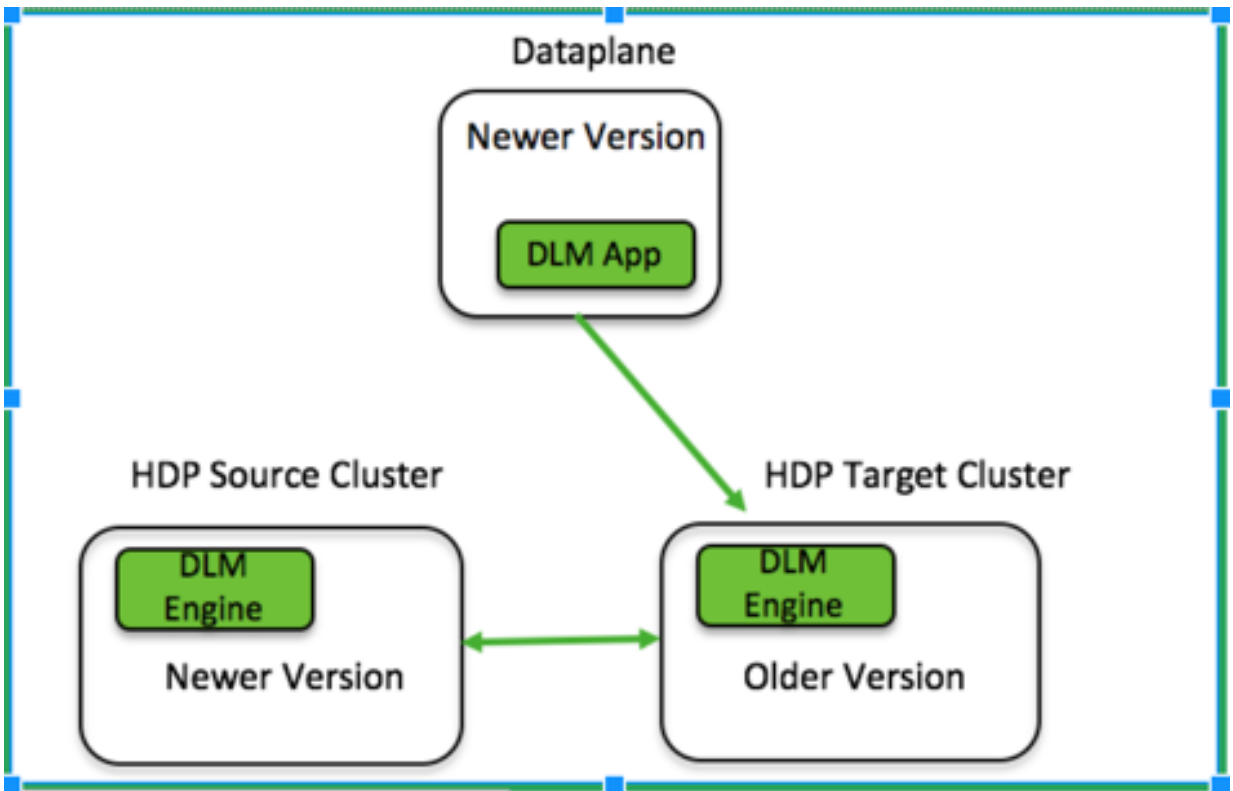 Dataplane
Newer Version
DLM App
HDP Source Cluster
HDP Target Cluster
DLM
Engine
Newer Version
DLM
Engine
Older Version